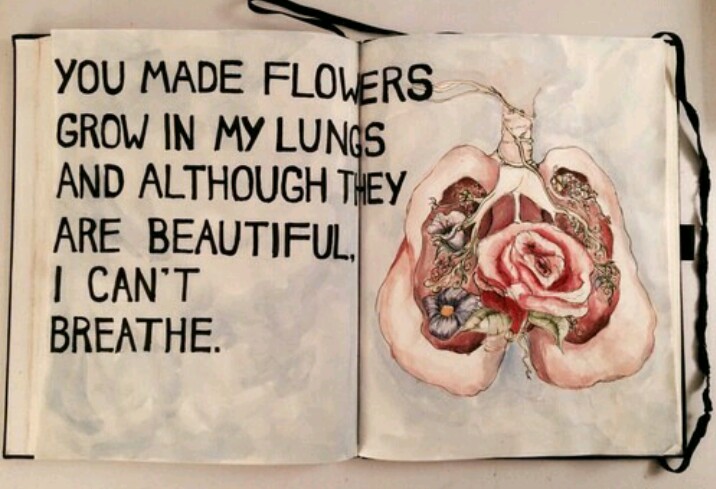 YOU MADE FLOWERS
GROW IN MY LUNGS
AND ALTHOUGH THEY
ARE BEAUTIFUL,
I CAN'T
BREATHE.